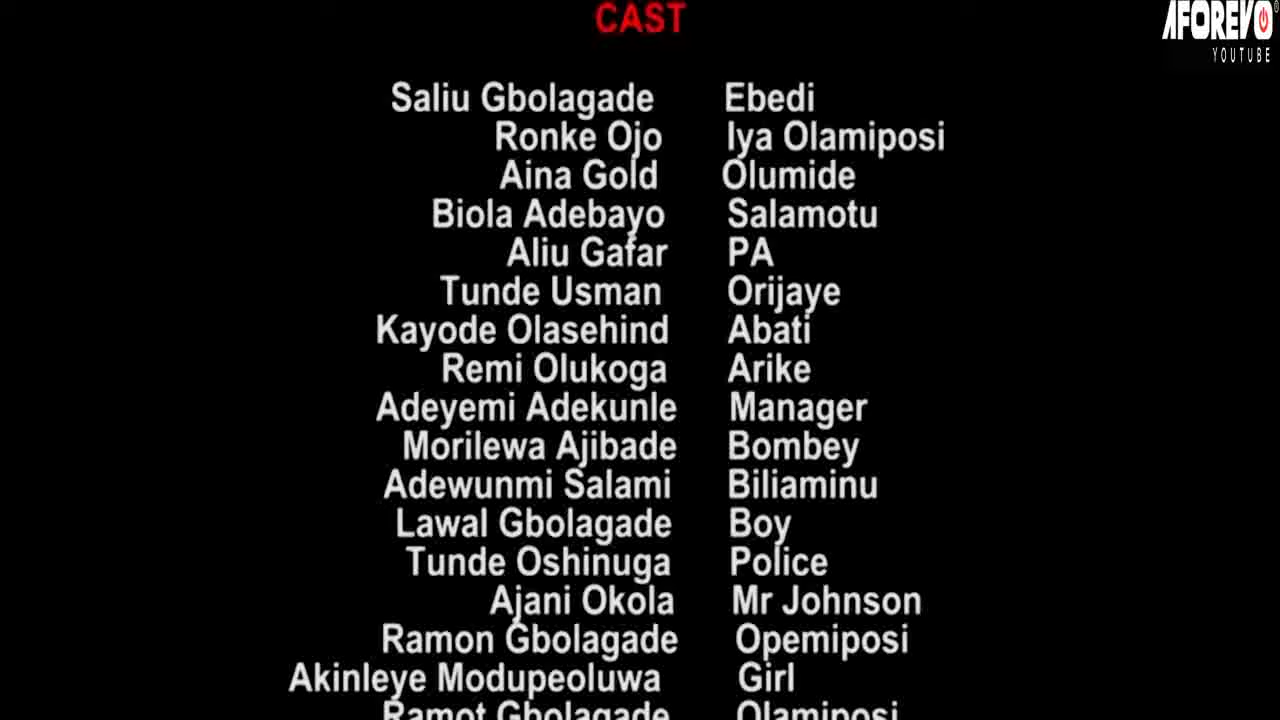 CAST
AFOREVO
YOUTUBE
Saliu Gbolagade Ebedi
Ronke Ojo Iya Olamiposi
Aina Gold Olumide
Biola Adebayo Salamotu
Aliu Gafar PA
Tunde Usman Orijaye
Kayode Olasehind Abati
Remi Olukoga Arike
Adeyemi Adekunle Manager
Morilewa Ajibade Bombey
Adewunmi Salami Biliaminu
Lawal Gbolagade Boy
Tunde Oshinuga Police
Ajani Okola Mr Johnson
Ramon Gbolagade Opemiposi
Akinleye Modupeoluwa Girl
Ramot Gbolagade Olamiposi